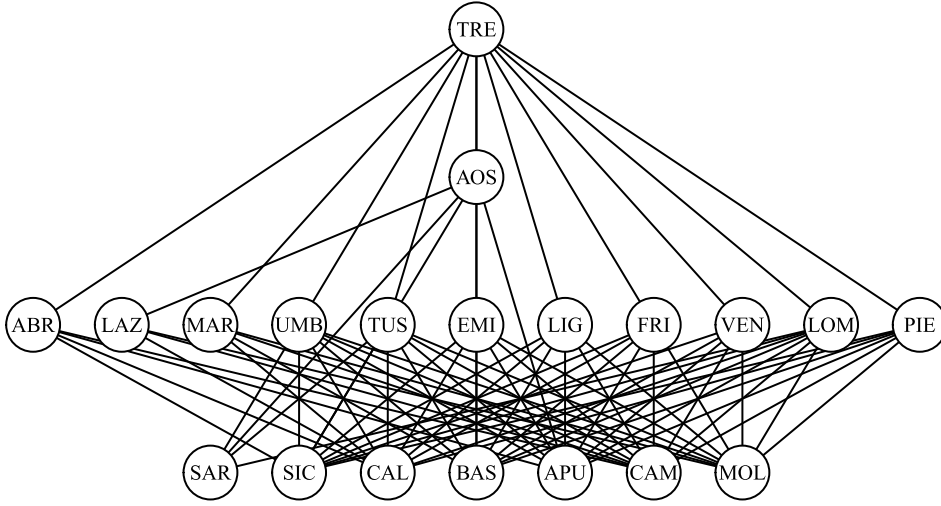 TRE
AOS
ABR LAZ MAR UMB TUS EMI LIG FRI VEN LOM PIE
SAR SIC CAL BAS APU CAM MOL